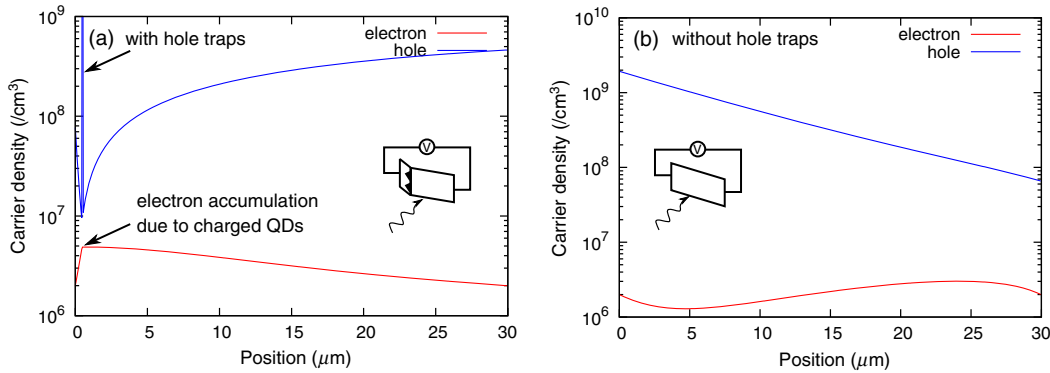 (a) with hole traps
electron
hole
10^9
10^8
10^7
10^6
Carrier density (/cm^3)
electron accumulation
due to charged QDs
V
0 5 10 15 20 25 30
Position (μm)
(b) without hole traps
electron
hole
10^10
10^9
10^8
10^7
10^6
Carrier density (/cm^3)
V
0 5 10 15 20 25 30
Position (μm)